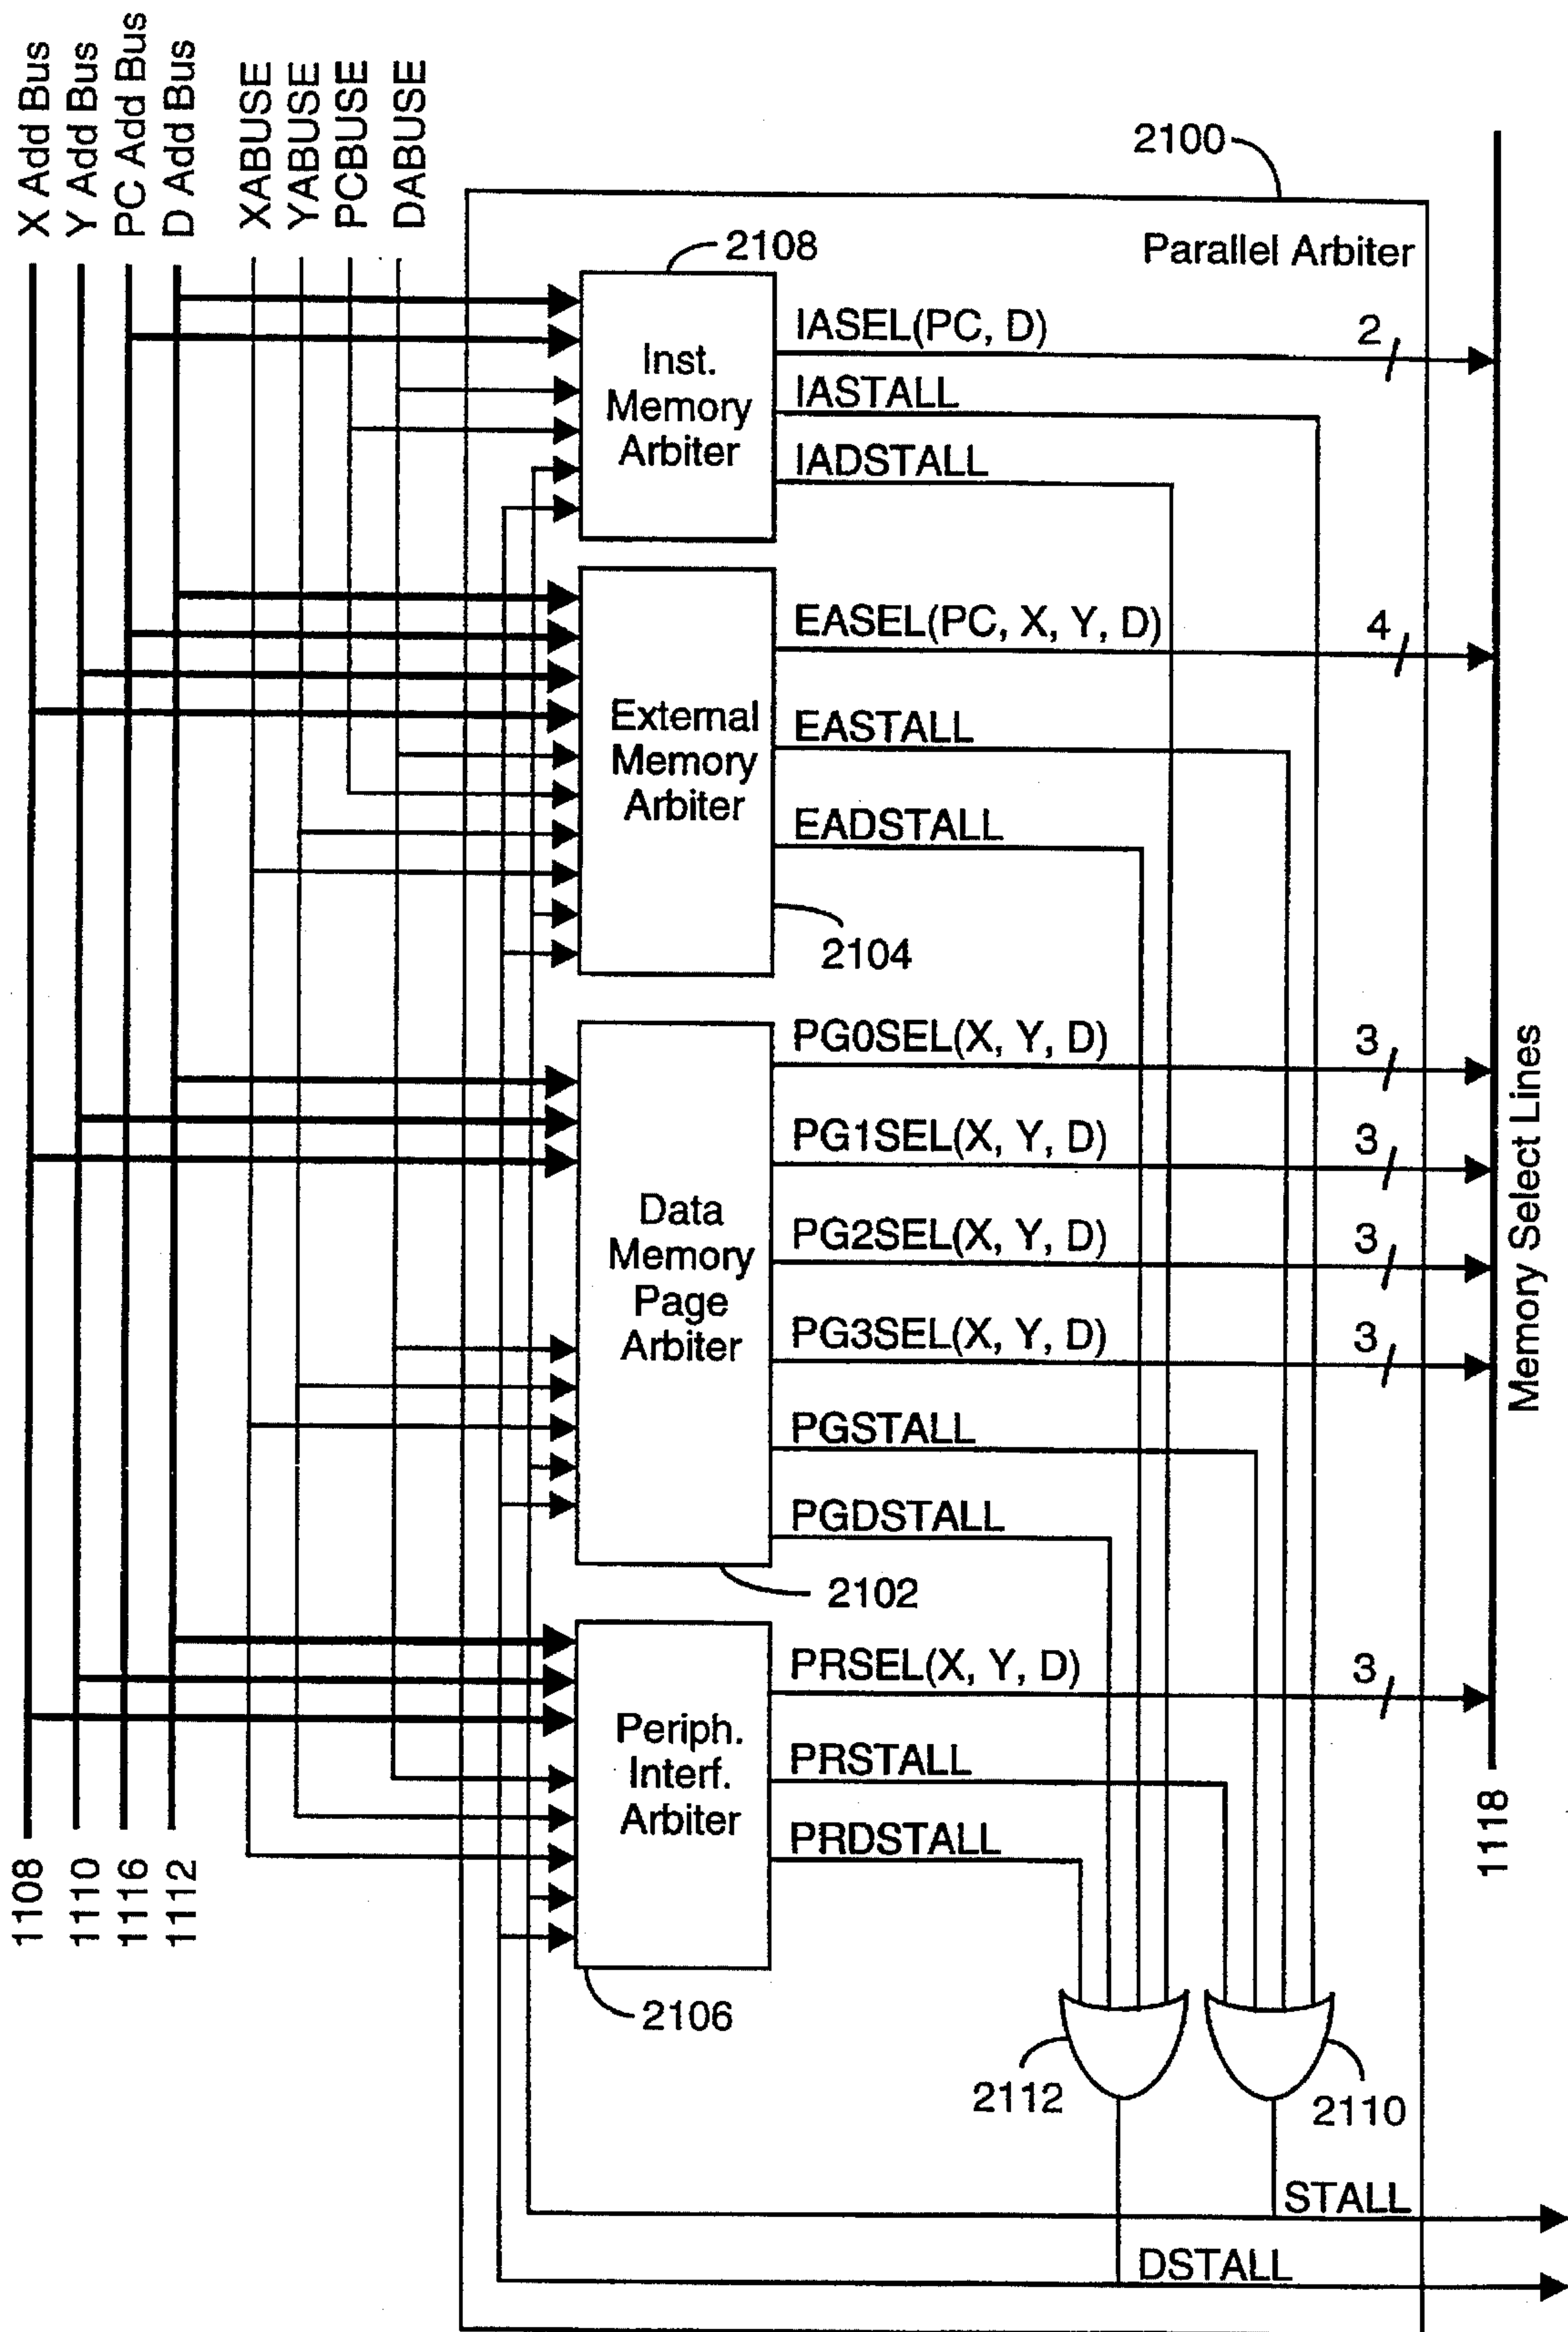 X Add Bus
Y Add Bus
PC Add Bus
D Add Bus
XABUSE
YABUSE
PCBUSE
DABUSE
2100
Parallel Arbiter
2108
Inst.
Memory
Arbiter
IASEL(PC, D)
2
IASTALL
IADSTALL
External
Memory
Arbiter
EASEL(PC, X, Y, D)
4
EASTALL
EADSTALL
2104
Data
Memory
Page
Arbiter
PG0SEL(X, Y, D)
3
PG1SEL(X, Y, D)
3
PG2SEL(X, Y, D)
3
PG3SEL(X, Y, D)
3
PGSTALL
PGDSTALL
2102
Memory Select Lines
Periph.
Interf.
Arbiter
PRSEL(X, Y, D)
3
PRSTALL
PRDSTALL
2106
1108
1110
1116
1112
1118
2112
2110
STALL
DSTALL